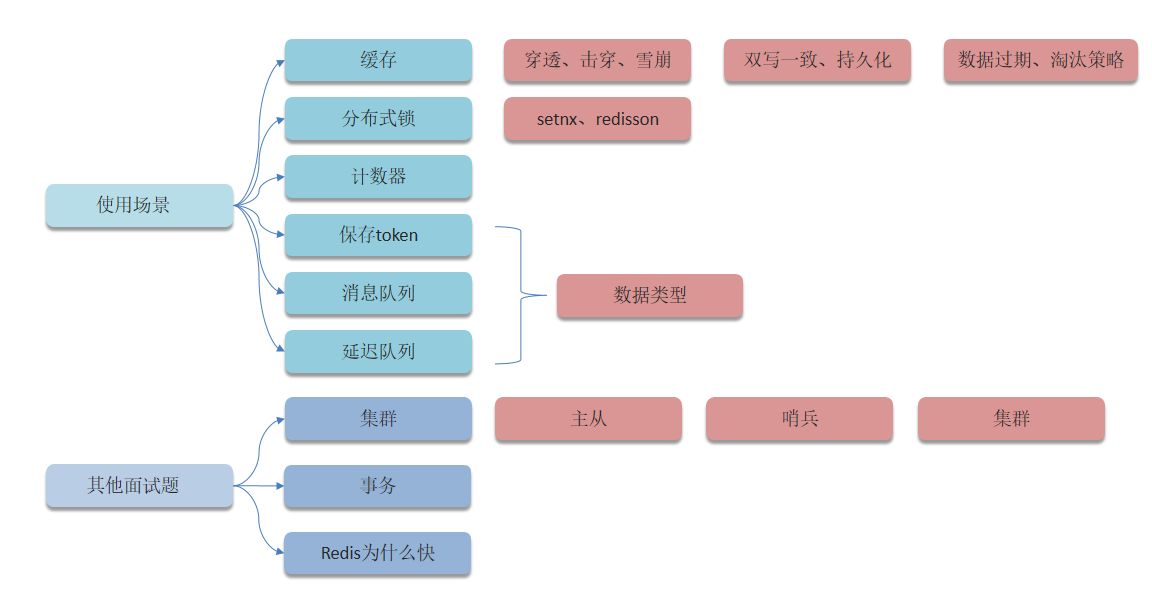 缓存
穿透、击穿、雪崩
双写一致、持久化
数据过期、淘汰策略
分布式锁
setnx、redisson
计数器
使用场景
保存token
消息队列
数据类型
延迟队列
集群
主从
哨兵
集群
其他面试题
事务
Redis为什么快